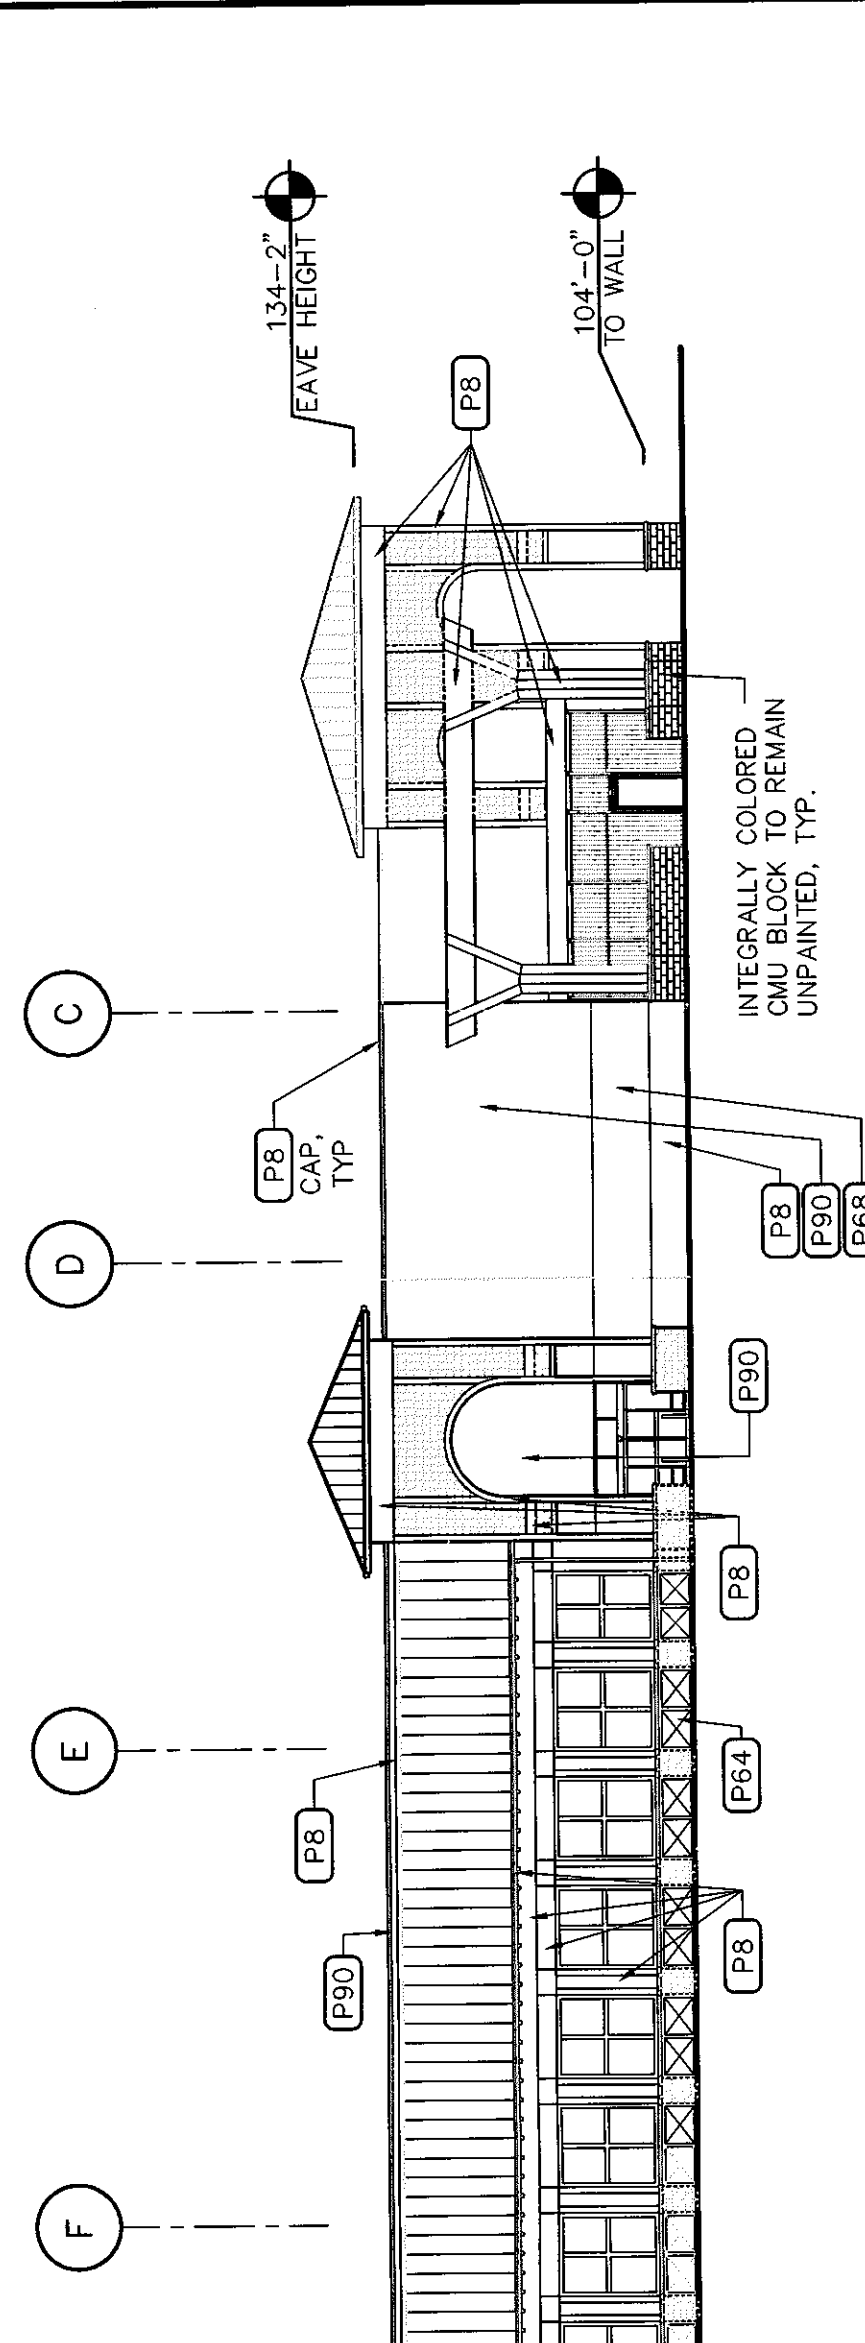 F
E
D
C
134-2"
EAVE HEIGHT
P90
P8
P8
CAP,
TYP
P8
104'-0"
TO WALL
P8
P64
P8
P90
P8
P90
P68
INTEGRALLY COLORED
CMU BLOCK TO REMAIN
UNPAINTED, TYP.